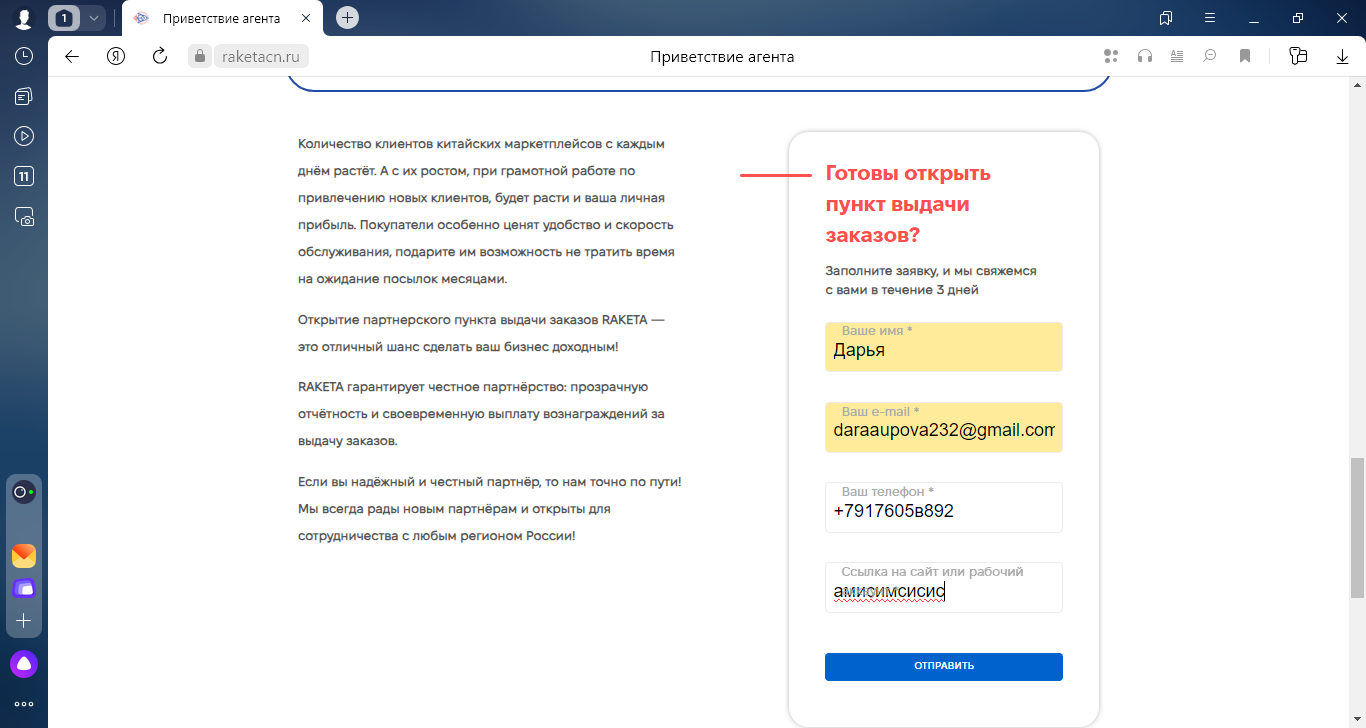 1
Приветствие агента
Я
raketacn.ru
Приветствие агента
11
Количество клиентов китайских маркетплейсов с каждым
днём растёт. А с их ростом, при грамотной работе по
привлечению новых клиентов, будет расти и ваша личная
прибыль. Покупатели особенно ценят удобство и скорость
обслуживания, подарите им возможность не тратить время
на ожидание посылок месяцами.
Открытие партнерского пункта выдачи заказов RAKETA —
это отличный шанс сделать ваш бизнес доходным!
RAKETA гарантирует честное партнёрство: прозрачную
отчётность и своевременную выплату вознаграждений за
выдачу заказов.
Если вы надёжный и честный партнёр, то нам точно по пути!
Мы всегда рады новым партнёрам и открыты для
сотрудничества с любым регионом России!
Готовы открыть
пункт выдачи
заказов?
Заполните заявку, и мы свяжемся
с вами в течение 3 дней
Ваше имя *
Дарья
Ваш e-mail *
daraaupova232@gmail.com
Ваш телефон *
+7917605в892
Ссылка на сайт или рабочий
амисимсисис
ОТПРАВИТЬ